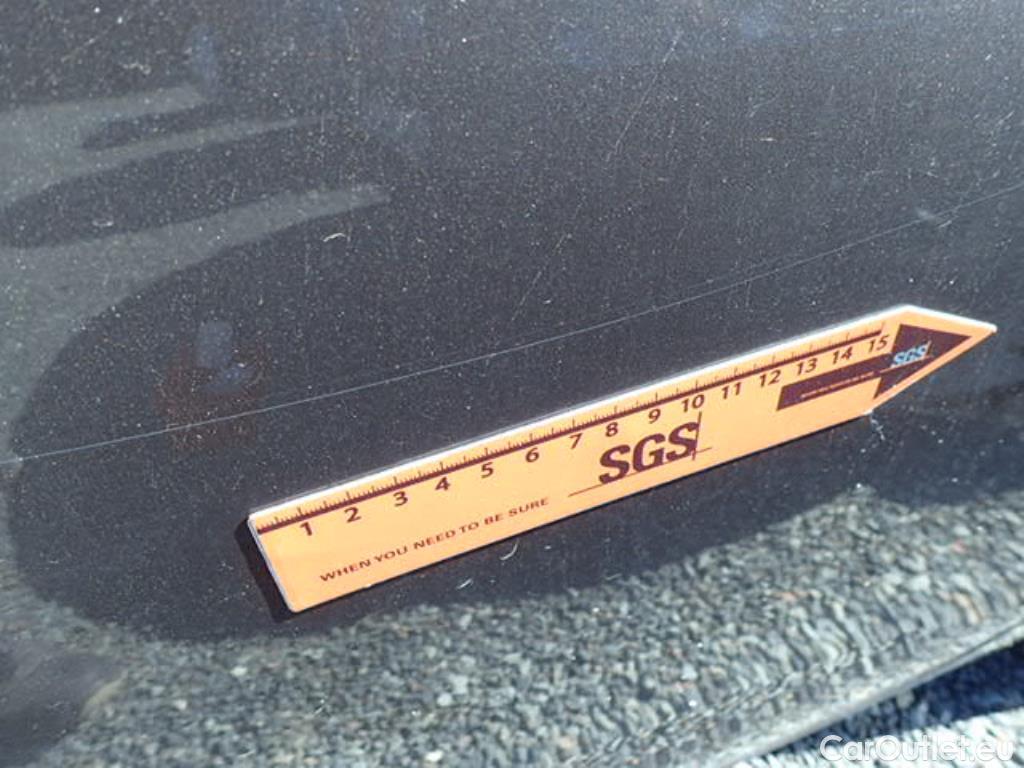 1 2 3 4 5 6 7 8 9 10 11 12 13 14 15
SGS
SGS
WHEN YOU NEED TO BE SURE
CarOutlet.eu